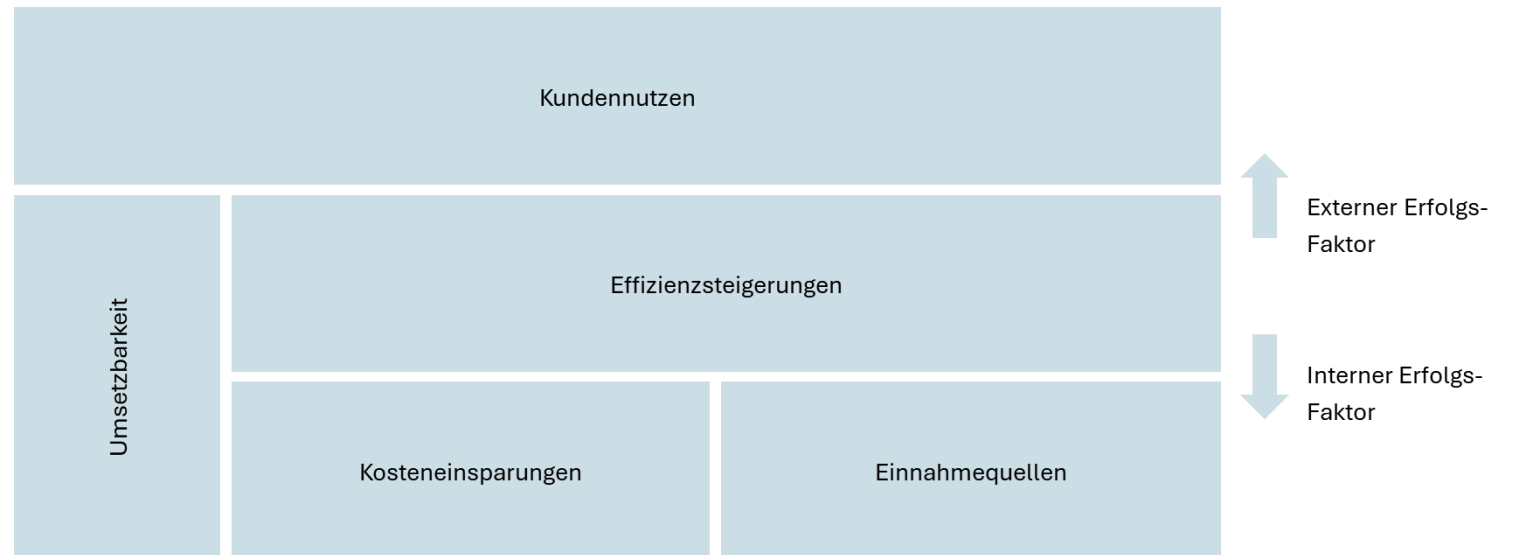 Kundennutzen
Externer Erfolgs-
Faktor
Effizienzsteigerungen
Umsetzbarkeit
Interner Erfolgs-
Faktor
Kosteneinsparungen
Einnahmequellen